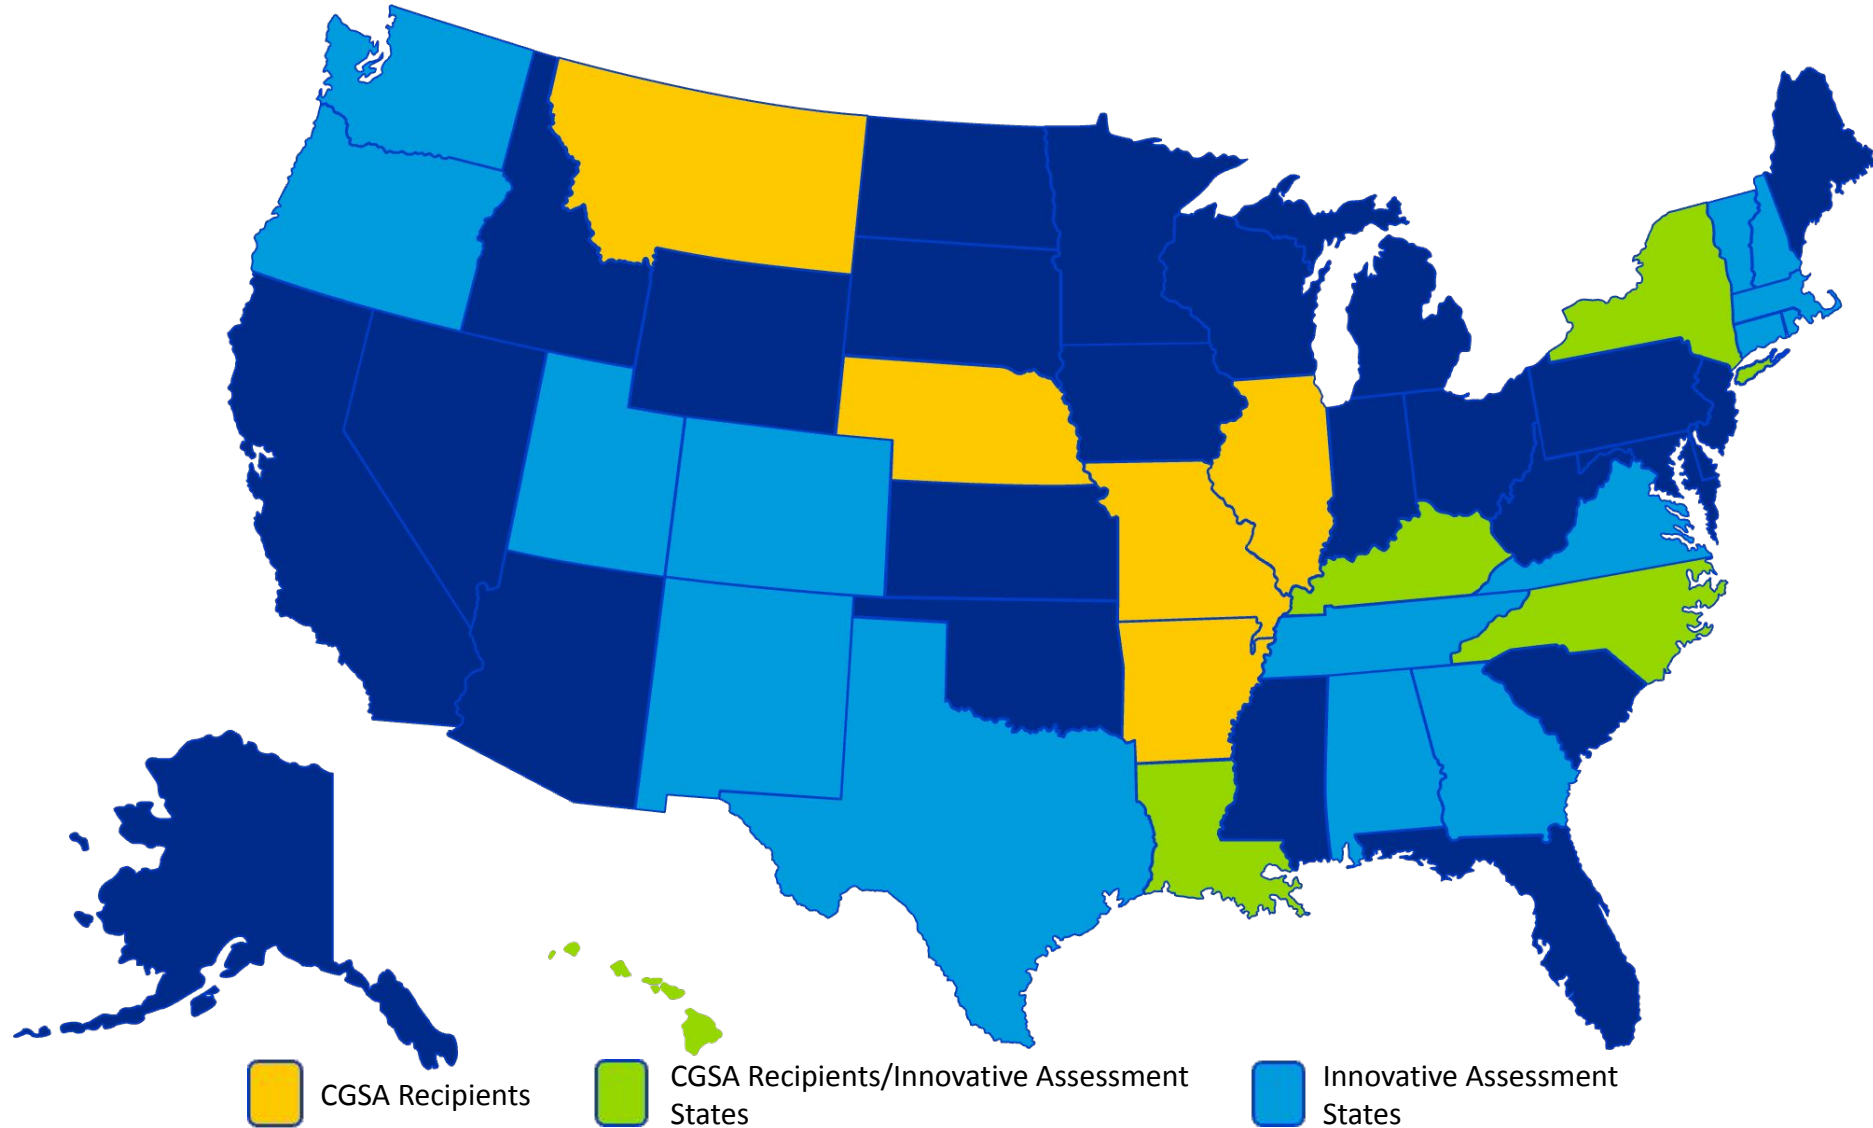 CGSA Recipients
CGSA Recipients/Innovative Assessment
States
Innovative Assessment
States